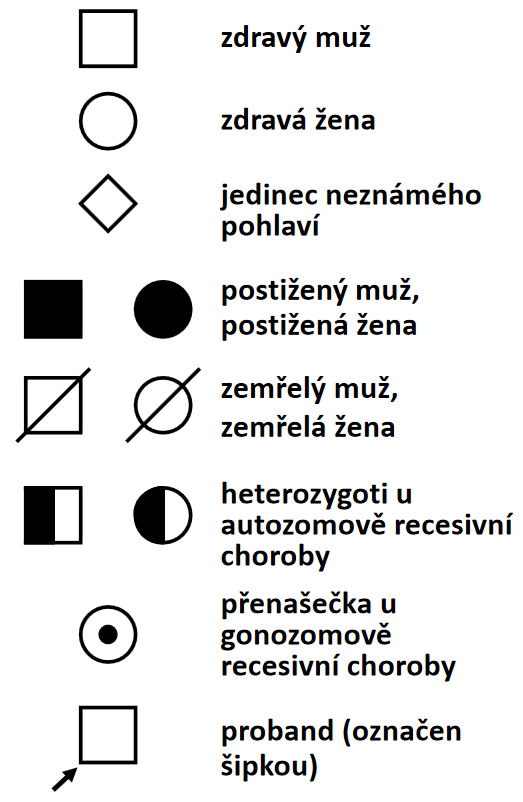 zdravý muž
zdravá žena
jedinec neznámého
pohlaví
postižený muž,
postižená žena
zemřelý muž,
zemřelá žena
heterozygoti u
autozomově recesivní
choroby
přenašečka u
gonozomově
recesivní choroby
proband (označen
šipkou)